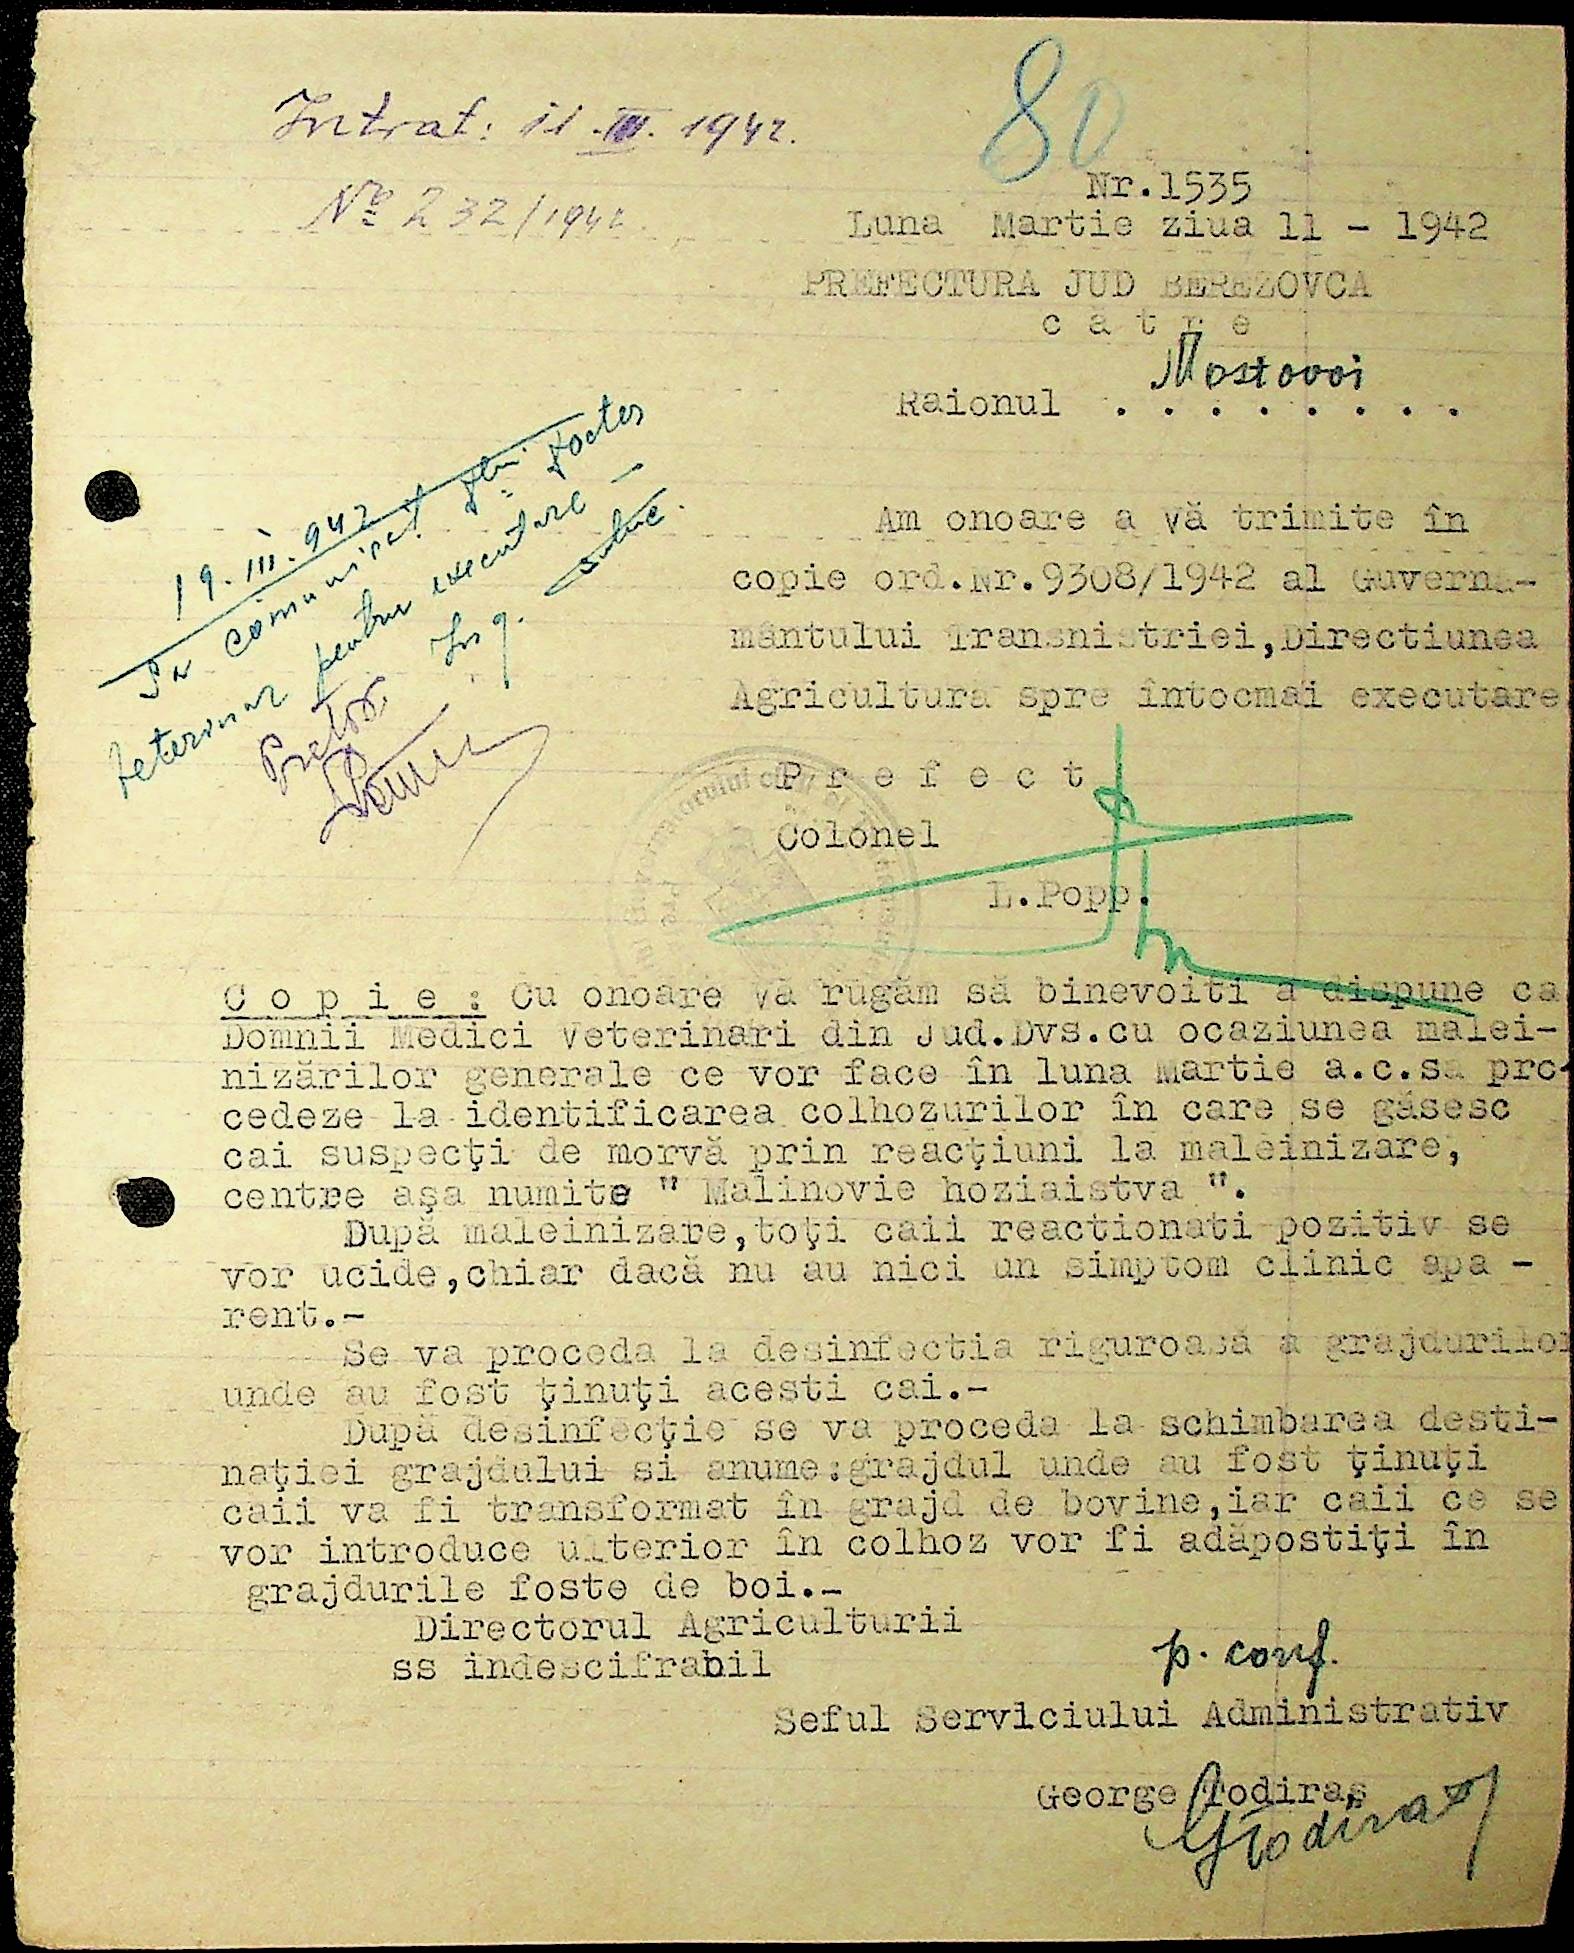 80
Intrat: 11.III.1942.
Nº 232/1942
Nr.1535
Luna Martie ziua 11 - 1942
PREFECTURA JUD BEREZOVCA
c ă t r e
Mostovoi
Raionul . . . . . . . .
19.III.942
Sa comunicat Dlui Doctor
veterinar pentru executare -
Pretor
Am onoare a vă trimite în
copie ord.Nr.9308/1942 al Guvernă-
mântului Transnistriei,Directiunea
Agricultura spre întocmai executare
P r e f e c t
Colonel
L.Popp.
C o p i e : Cu onoare vă rugăm să binevoiti a dispune ca
Domnii Medici Veterinari din Jud.Dvs.cu ocaziunea malei-
nizărilor generale ce vor face în luna Martie a.c.să pro-
cedeze la identificarea colhozurilor în care se găsesc
cai suspecţi de morvă prin reacţiuni la maleinizare,
centre aşa numite " Malinovie hoziaistva ".
După maleinizare,toţi caii reactionati pozitiv se
vor ucide,chiar dacă nu au nici un simptom clinic apa -
rent.-
Se va proceda la desinfectia riguroasă a grajdurilor
unde au fost ţinuţi acesti cai.-
După desinfecţie se va proceda la schimbarea desti-
naţiei grajdului si anume:grajdul unde au fost ţinuţi
caii va fi transformat în grajd de bovine,iar caii ce se
vor introduce ulterior în colhoz vor fi adăpostiţi în
grajdurile foste de boi.-
Directorul Agriculturii
ss indescifrabil
p. conf.
Seful Serviciului Administrativ
George Todiraş
GTodiraş